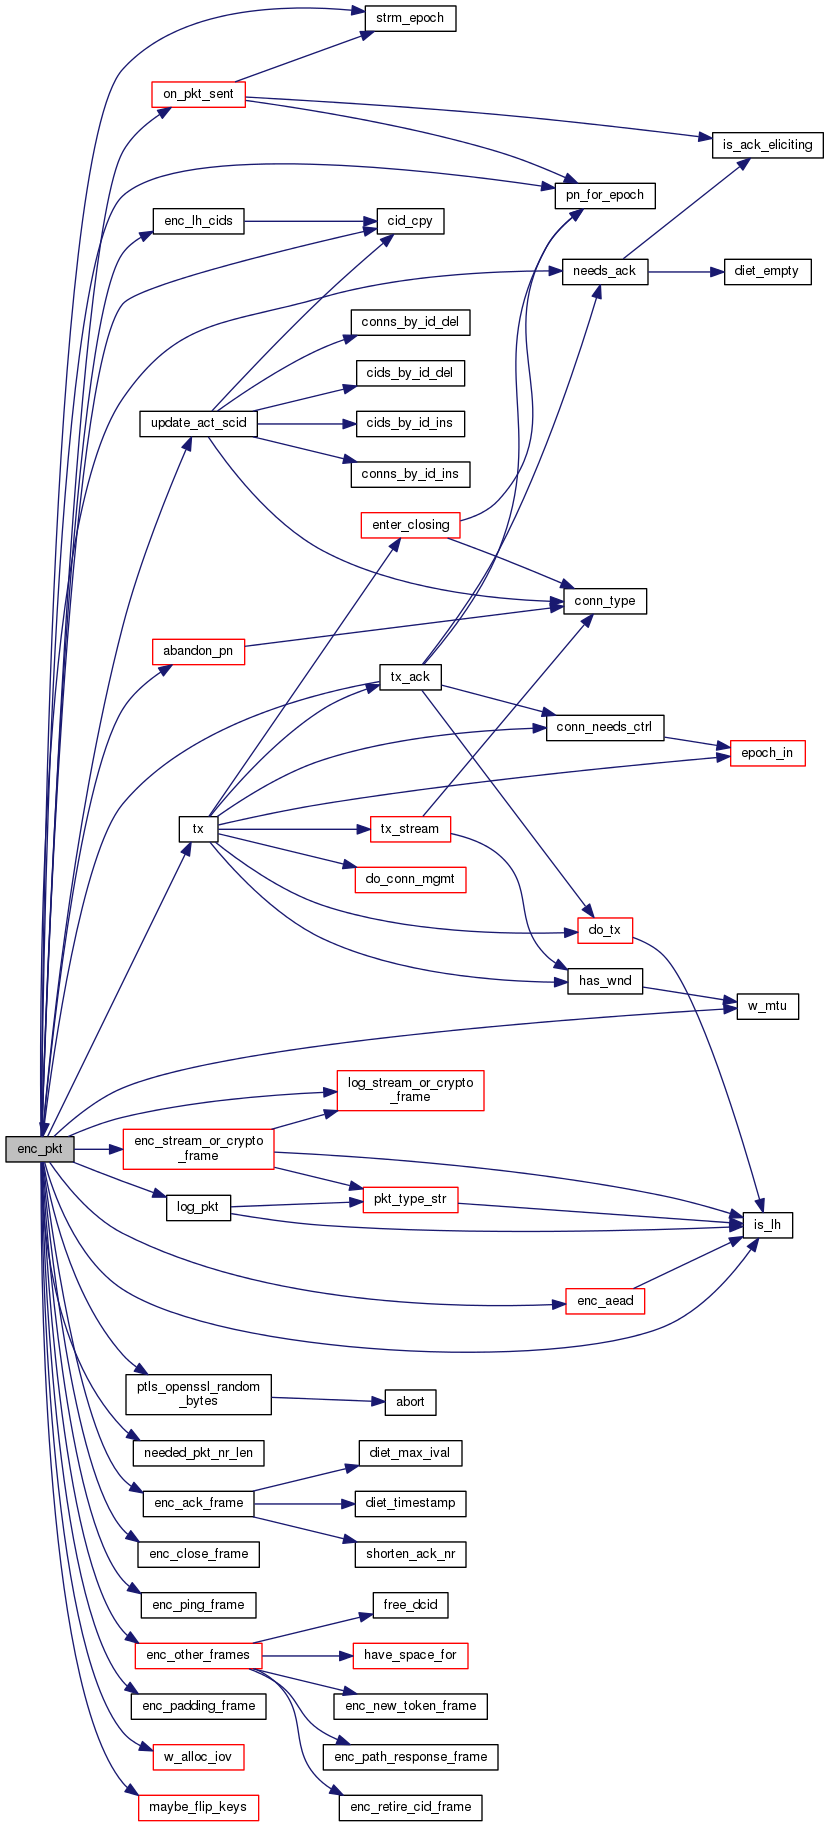 strm_epoch
on_pkt_sent
is_ack_eliciting
pn_for_epoch
enc_lh_cids
cid_cpy
needs_ack
diet_empty
conns_by_id_del
cids_by_id_del
update_act_scid
cids_by_id_ins
conns_by_id_ins
enter_closing
conn_type
abandon_pn
tx_ack
conn_needs_ctrl
epoch_in
tx
tx_stream
do_conn_mgmt
do_tx
has_wnd
w_mtu
log_stream_or_crypto
_frame
enc_pkt
enc_stream_or_crypto
_frame
pkt_type_str
log_pkt
is_lh
enc_aead
ptls_openssl_random
_bytes
abort
needed_pkt_nr_len
diet_max_ival
enc_ack_frame
diet_timestamp
shorten_ack_nr
enc_close_frame
enc_ping_frame
free_dcid
enc_other_frames
have_space_for
enc_padding_frame
enc_new_token_frame
w_alloc_iov
enc_path_response_frame
maybe_flip_keys
enc_retire_cid_frame